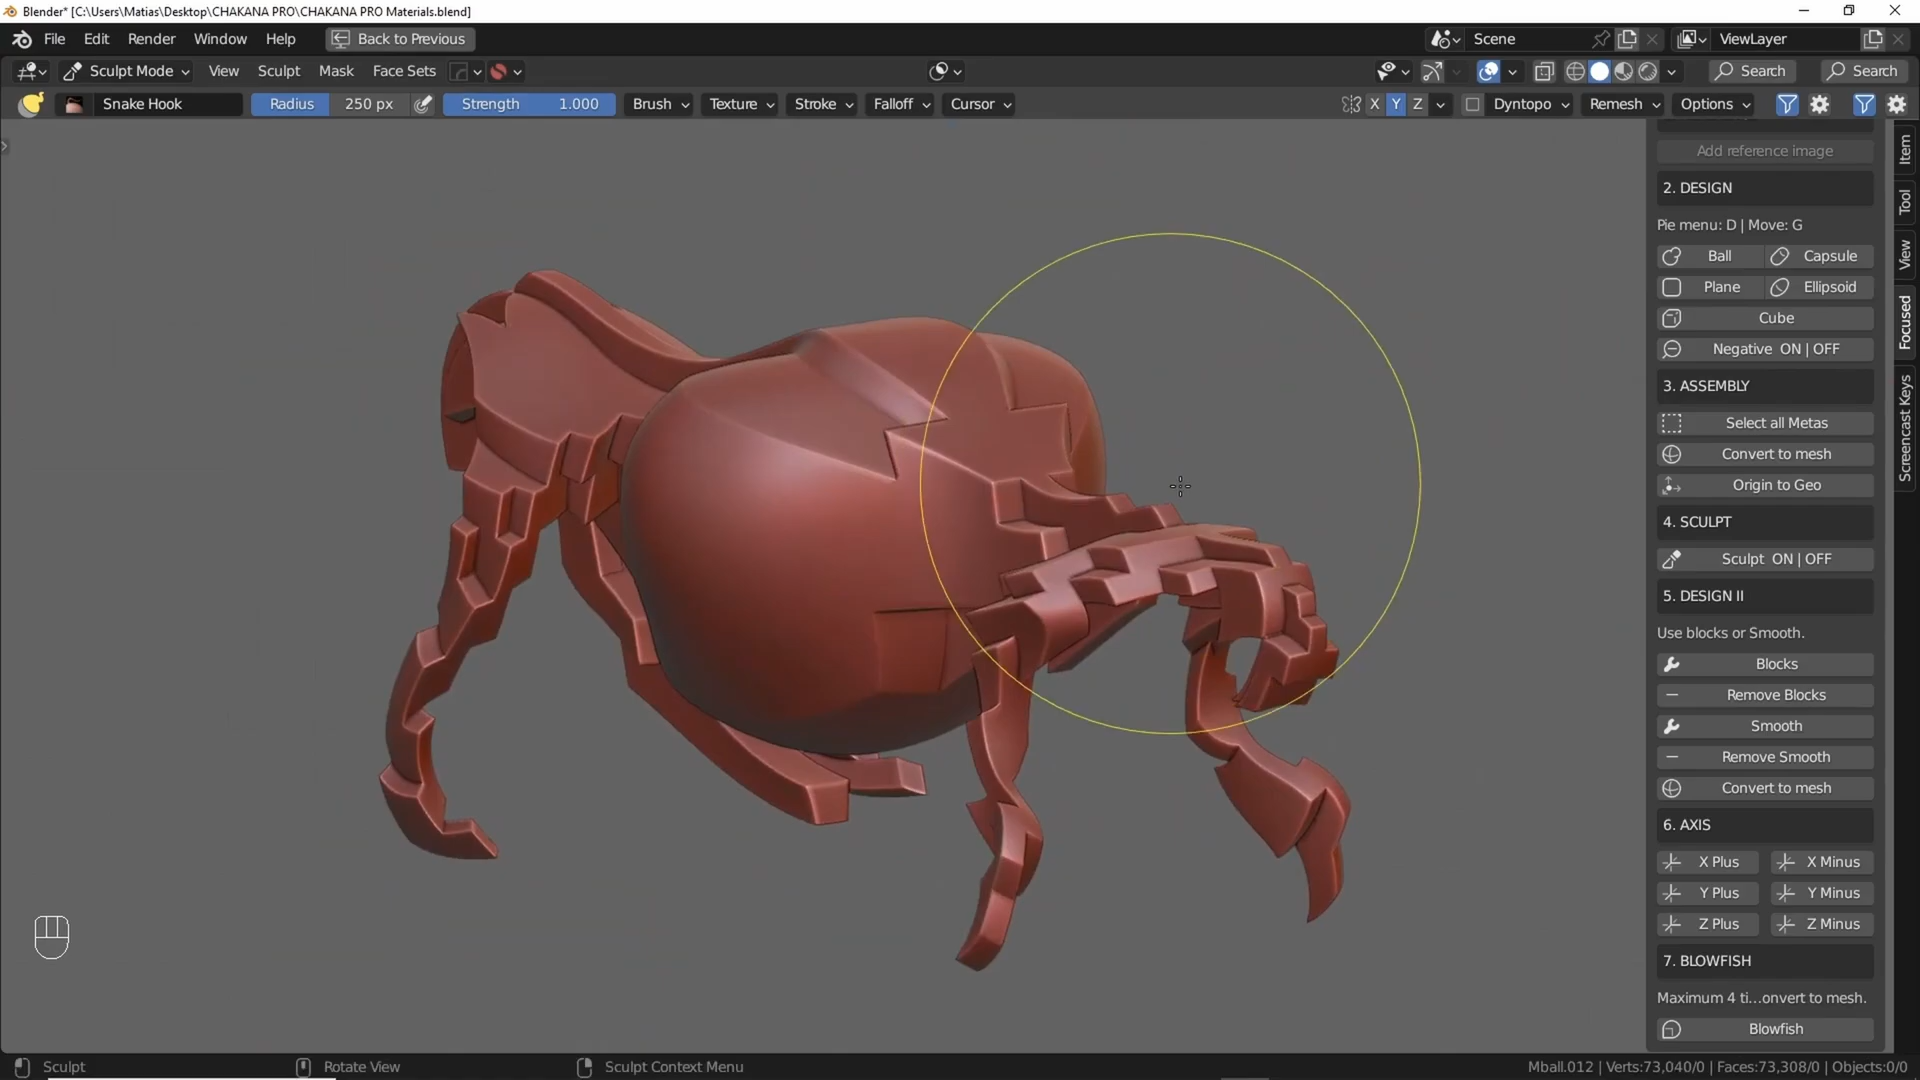 Blender* [C:\Users\Matias\Desktop\CHAKANA PRO\CHAKANA PRO Materials.blend]
File Edit Render Window Help Back to Previous Scene ViewLayer
Sculpt Mode View Sculpt Mask Face Sets Search Search
Snake Hook Radius 250 px Strength 1.000 Brush Texture Stroke Falloff Cursor X Y Z Dyntopo Remesh Options
Add reference image
2. DESIGN
Pie menu: D | Move: G
Ball Capsule
Plane Ellipsoid
Cube
Negative ON | OFF
3. ASSEMBLY
Select all Metas
Convert to mesh
Origin to Geo
4. SCULPT
Sculpt ON | OFF
5. DESIGN II
Use blocks or Smooth.
Blocks
Remove Blocks
Smooth
Remove Smooth
Convert to mesh
6. AXIS
X Plus X Minus
Y Plus Y Minus
Z Plus Z Minus
7. BLOWFISH
Maximum 4 ti...onvert to mesh.
Blowfish
Item
Tool
View
Focused
Screencast Keys
Sculpt Rotate View Sculpt Context Menu Mball.012 | Verts:73,040/0 | Faces:73,308/0 | Objects:0/0